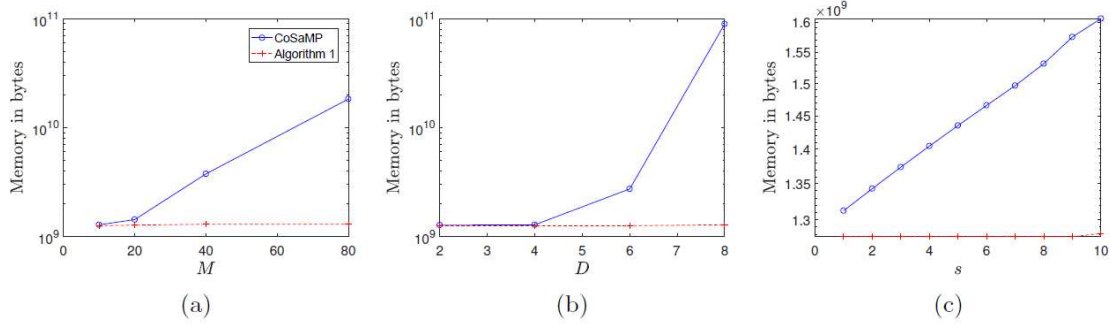 10^11
10^10
10^9
Memory in bytes
0 20 40 60 80
M
CoSaMP
Algorithm 1
(a)
10^11
10^10
10^9
Memory in bytes
2 3 4 5 6 7 8
D
(b)
×10^9
1.6
1.55
1.5
1.45
1.4
1.35
1.3
Memory in bytes
0 2 4 6 8 10
s
(c)